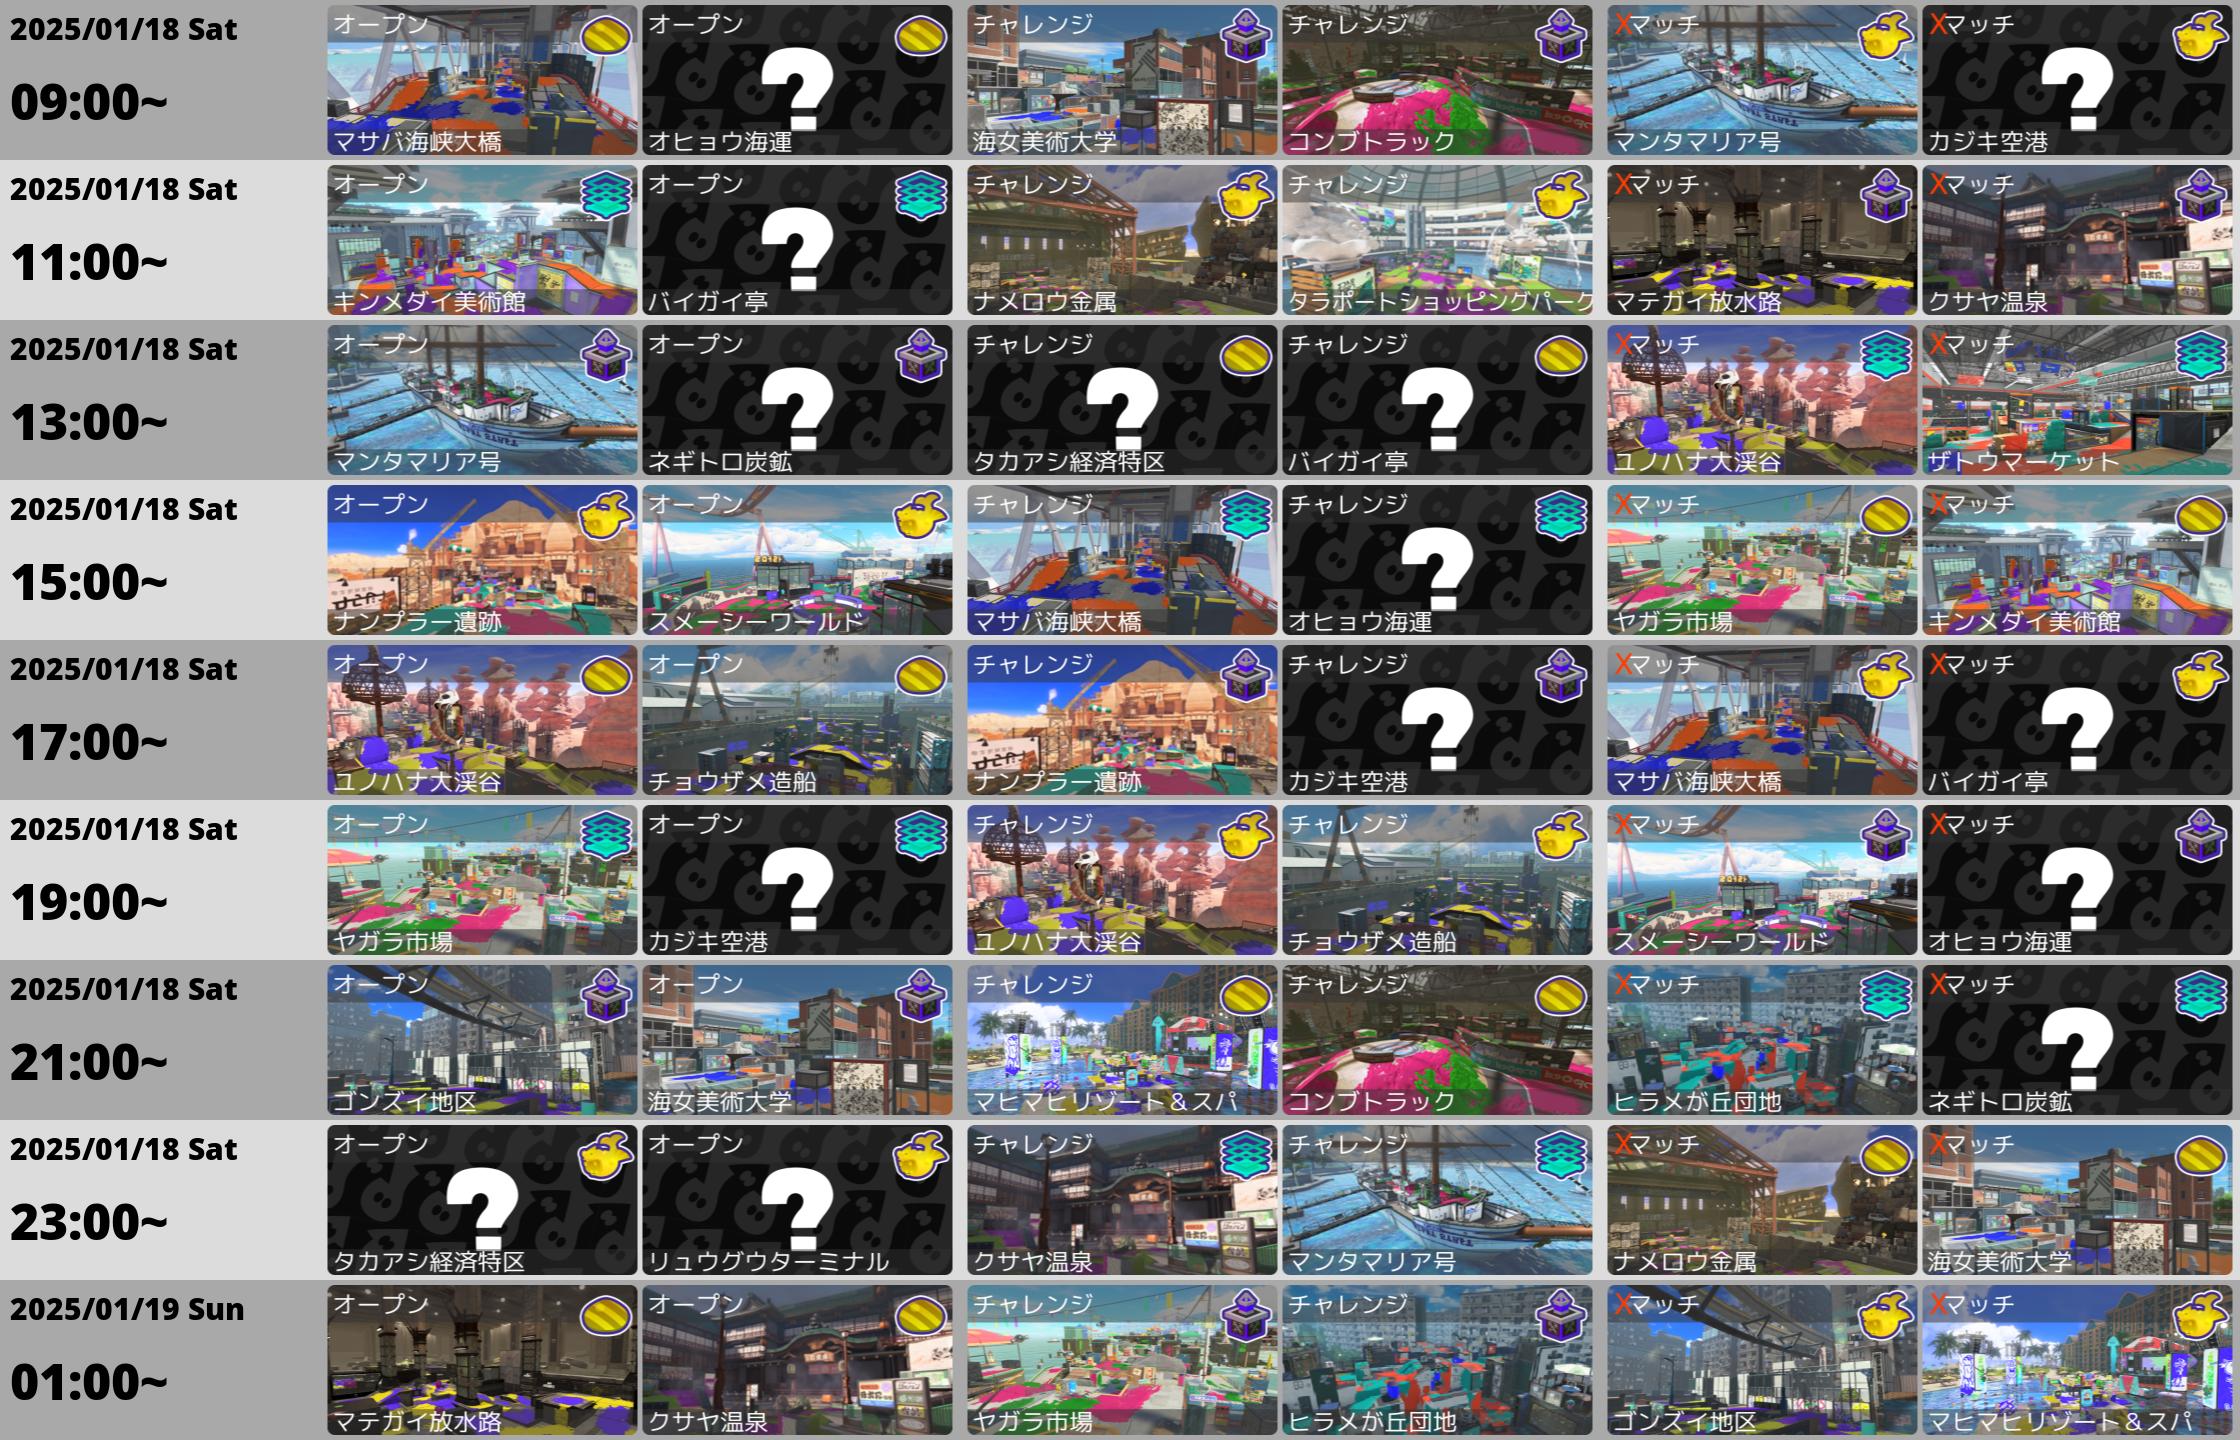 2025/01/18 Sat
09:00~
オープン
マサバ海峡大橋
オープン
オヒョウ海運
チャレンジ
海女美術大学
チャレンジ
コンブトラック
Xマッチ
マンタマリア号
Xマッチ
カジキ空港
2025/01/18 Sat
11:00~
オープン
キンメダイ美術館
オープン
バイガイ亭
チャレンジ
ナメロウ金属
チャレンジ
タラポートショッピングパーク
Xマッチ
マテガイ放水路
Xマッチ
クサヤ温泉
2025/01/18 Sat
13:00~
オープン
マンタマリア号
オープン
ネギトロ炭鉱
チャレンジ
タカアシ経済特区
チャレンジ
バイガイ亭
Xマッチ
ユノハナ大渓谷
Xマッチ
ザトウマーケット
2025/01/18 Sat
15:00~
オープン
ナンプラー遺跡
オープン
スメーシーワールド
チャレンジ
マサバ海峡大橋
チャレンジ
オヒョウ海運
Xマッチ
ヤガラ市場
Xマッチ
キンメダイ美術館
2025/01/18 Sat
17:00~
オープン
ユノハナ大渓谷
オープン
チョウザメ造船
チャレンジ
ナンプラー遺跡
チャレンジ
カジキ空港
Xマッチ
マサバ海峡大橋
Xマッチ
バイガイ亭
2025/01/18 Sat
19:00~
オープン
ヤガラ市場
オープン
カジキ空港
チャレンジ
ユノハナ大渓谷
チャレンジ
チョウザメ造船
Xマッチ
スメーシーワールド
Xマッチ
オヒョウ海運
2025/01/18 Sat
21:00~
オープン
ゴンズイ地区
オープン
海女美術大学
チャレンジ
マヒマヒリゾート＆スパ
チャレンジ
コンブトラック
Xマッチ
ヒラメが丘団地
Xマッチ
ネギトロ炭鉱
2025/01/18 Sat
23:00~
オープン
タカアシ経済特区
オープン
リュウグウターミナル
チャレンジ
クサヤ温泉
チャレンジ
マンタマリア号
Xマッチ
ナメロウ金属
Xマッチ
海女美術大学
2025/01/19 Sun
01:00~
オープン
マテガイ放水路
オープン
クサヤ温泉
チャレンジ
ヤガラ市場
チャレンジ
ヒラメが丘団地
Xマッチ
ゴンズイ地区
Xマッチ
マヒマヒリゾート＆スパ